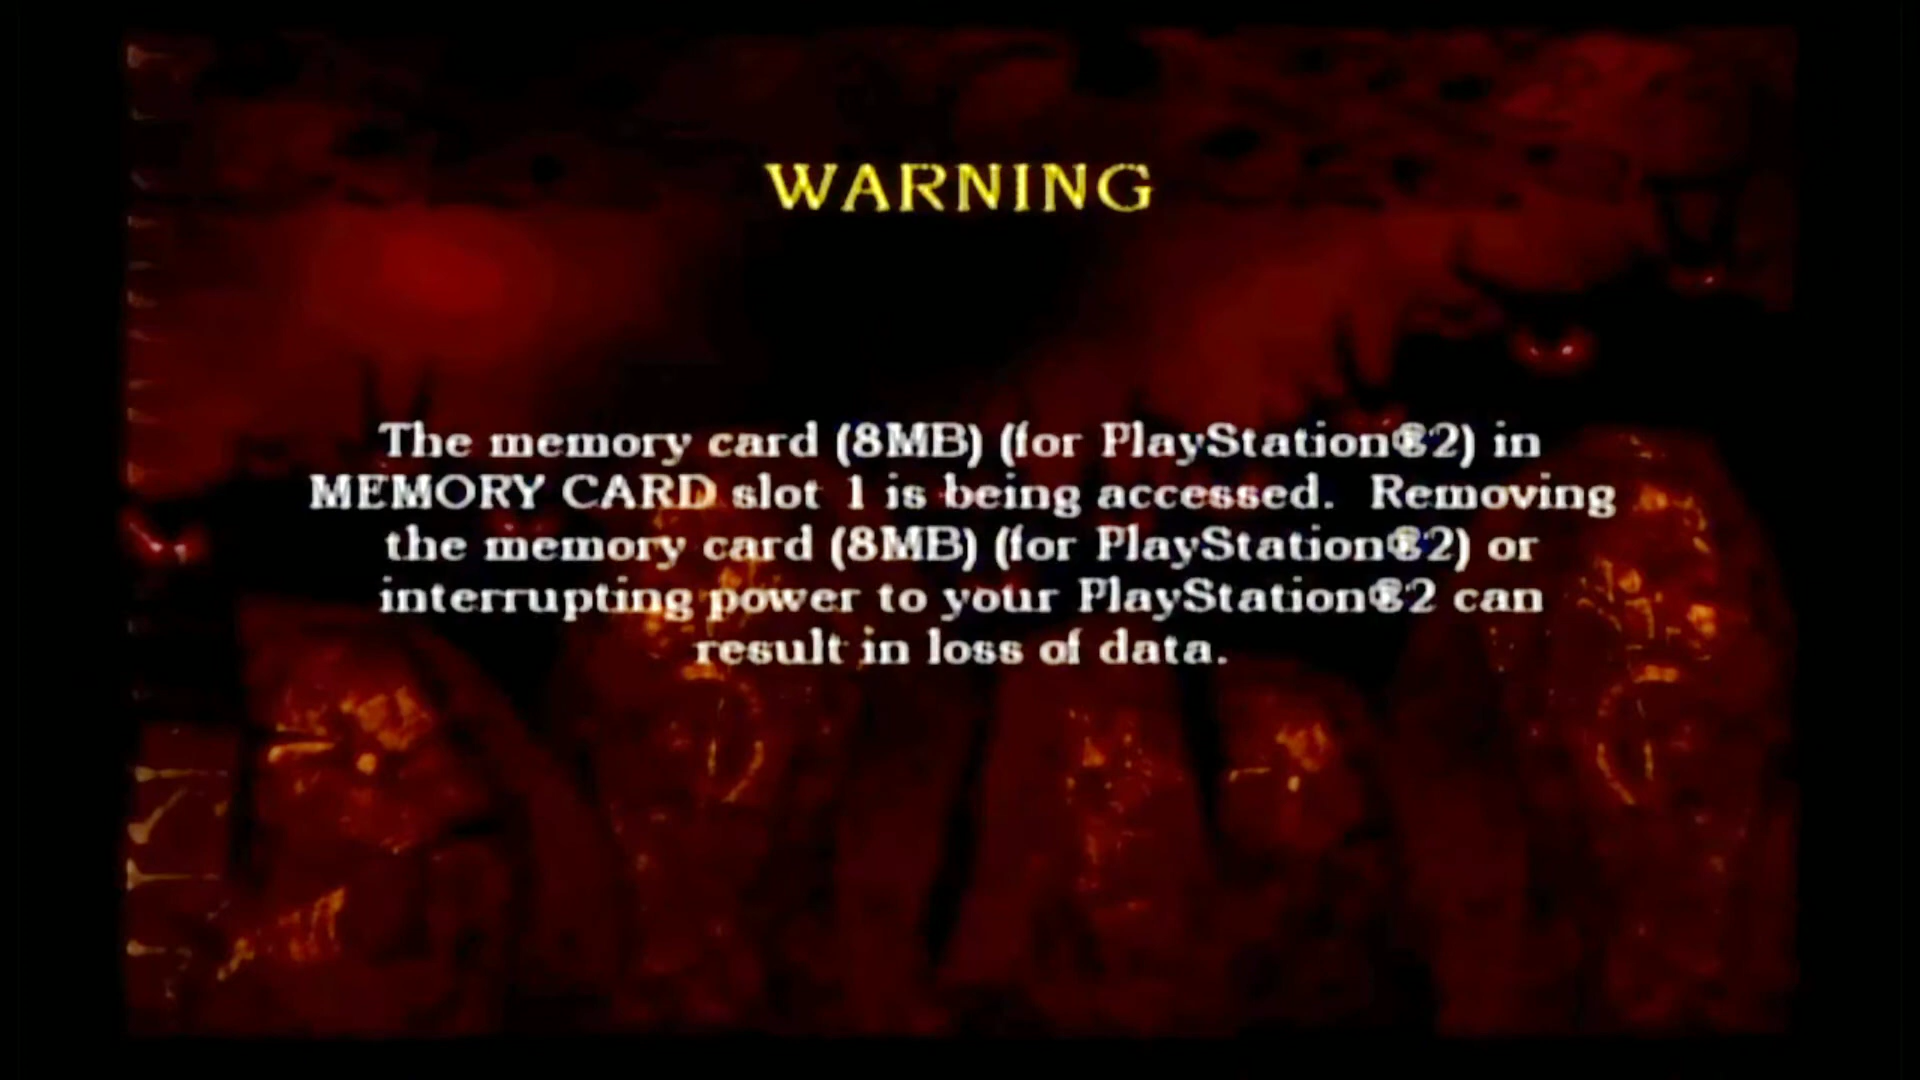 WARNING
The memory card (8MB) (for PlayStation®2) in
MEMORY CARD slot 1 is being accessed.  Removing
the memory card (8MB) (for PlayStation®2) or
interrupting power to your PlayStation®2 can
result in loss of data.